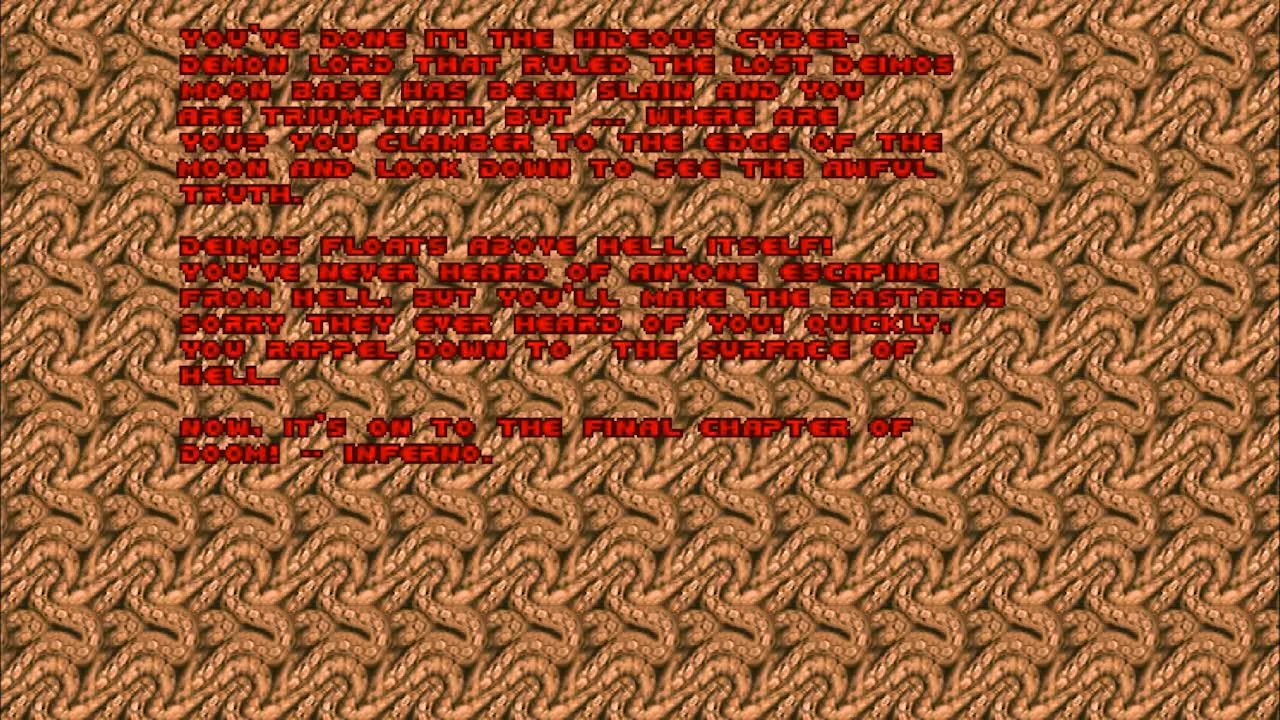 YOU'VE DONE IT! THE HIDEOUS CYBER-
DEMON LORD THAT RULED THE LOST DEIMOS
MOON BASE HAS BEEN SLAIN AND YOU
ARE TRIUMPHANT! BUT ... WHERE ARE
YOU? YOU CLAMBER TO THE EDGE OF THE
MOON AND LOOK DOWN TO SEE THE AWFUL
TRUTH.

DEIMOS FLOATS ABOVE HELL ITSELF!
YOU'VE NEVER HEARD OF ANYONE ESCAPING
FROM HELL, BUT YOU'LL MAKE THE BASTARDS
SORRY THEY EVER HEARD OF YOU! QUICKLY,
YOU RAPPEL DOWN TO THE SURFACE OF
HELL.

NOW, IT'S ON TO THE FINAL CHAPTER OF
DOOM! -- INFERNO.